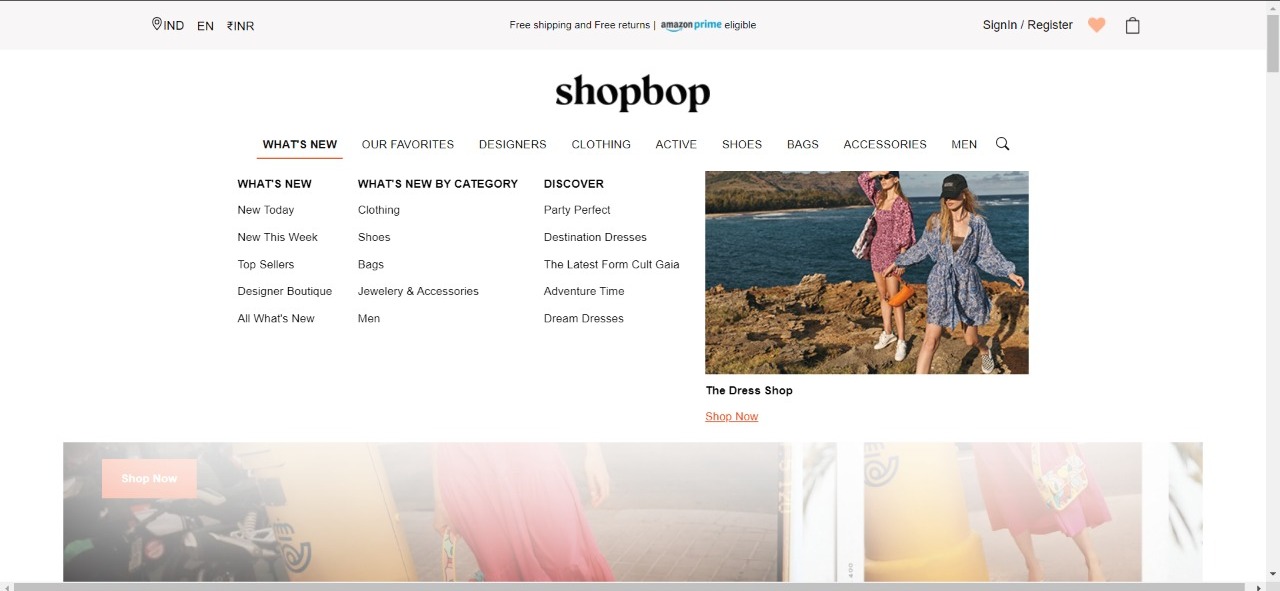 IND EN ₹INR
Free shipping and Free returns | amazon prime eligible
SignIn / Register
shopbop
WHAT'S NEW
OUR FAVORITES
DESIGNERS
CLOTHING
ACTIVE
SHOES
BAGS
ACCESSORIES
MEN
WHAT'S NEW
New Today
New This Week
Top Sellers
Designer Boutique
All What's New
WHAT'S NEW BY CATEGORY
Clothing
Shoes
Bags
Jewelery & Accessories
Men
DISCOVER
Party Perfect
Destination Dresses
The Latest Form Cult Gaia
Adventure Time
Dream Dresses
The Dress Shop
Shop Now
Shop Now